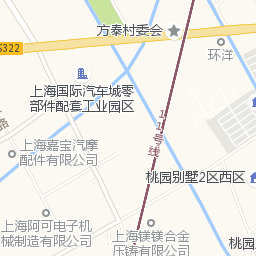 方泰村委会
S322
环洋
上海国际汽车城零
部件配套工业园区
11号线
路
上海嘉宝汽摩
配件有限公司
桃园别墅2区西区
上海阿可电子机
械制造有限公司
上海镁镁合金
压铸有限公司
桃园